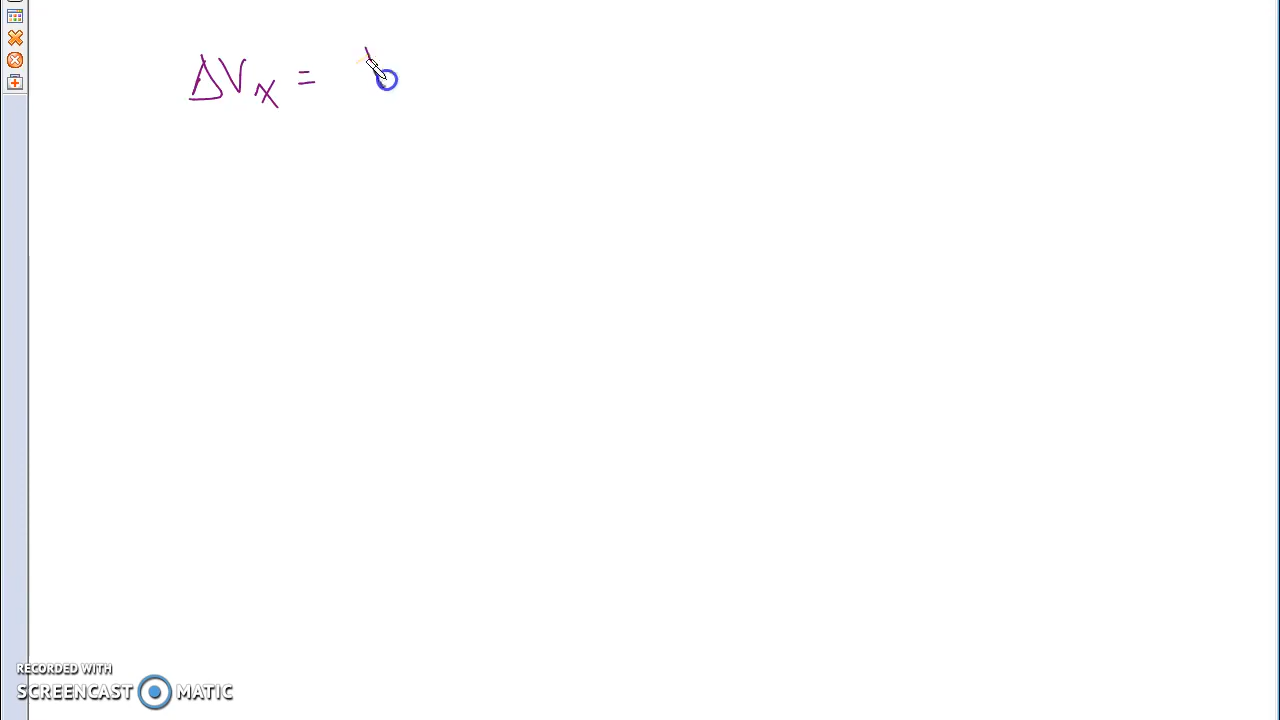 ΔVₓ =
RECORDED WITH
SCREENCAST MATIC